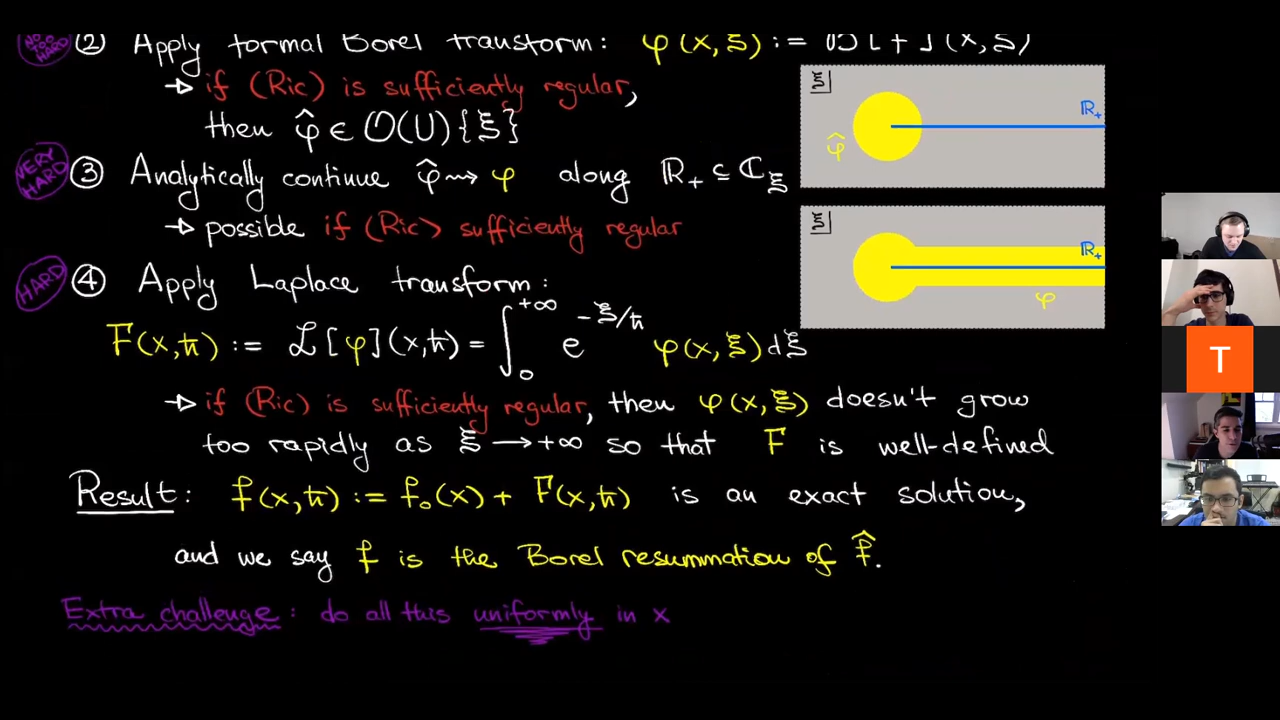 NOT TOO HARD
② Apply formal Borel transform: φ(x,ξ) :=
→ if (Ric) is sufficiently regular,
then φ̂ ∈ O(U){ξ}
VERY HARD
③ Analytically continue φ̂ ⇝ φ along ℝ₊ ⊆ ℂ_ξ
→ possible if (Ric) sufficiently regular
HARD
④ Apply Laplace transform:
F(x,ħ) := ℒ[φ](x,ħ) = ∫₀^{+∞} e^{-ξ/ħ} φ(x,ξ)dξ
→ if (Ric) is sufficiently regular, then φ(x,ξ) doesn't grow
too rapidly as ξ → +∞ so that F is well-defined
Result: f(x,ħ) := f₀(x) + F(x,ħ) is an exact solution,
and we say f is the Borel resummation of f̂.
Extra challenge: do all this uniformly in x
ξ
ℝ₊
φ̂
ξ
ℝ₊
φ
T